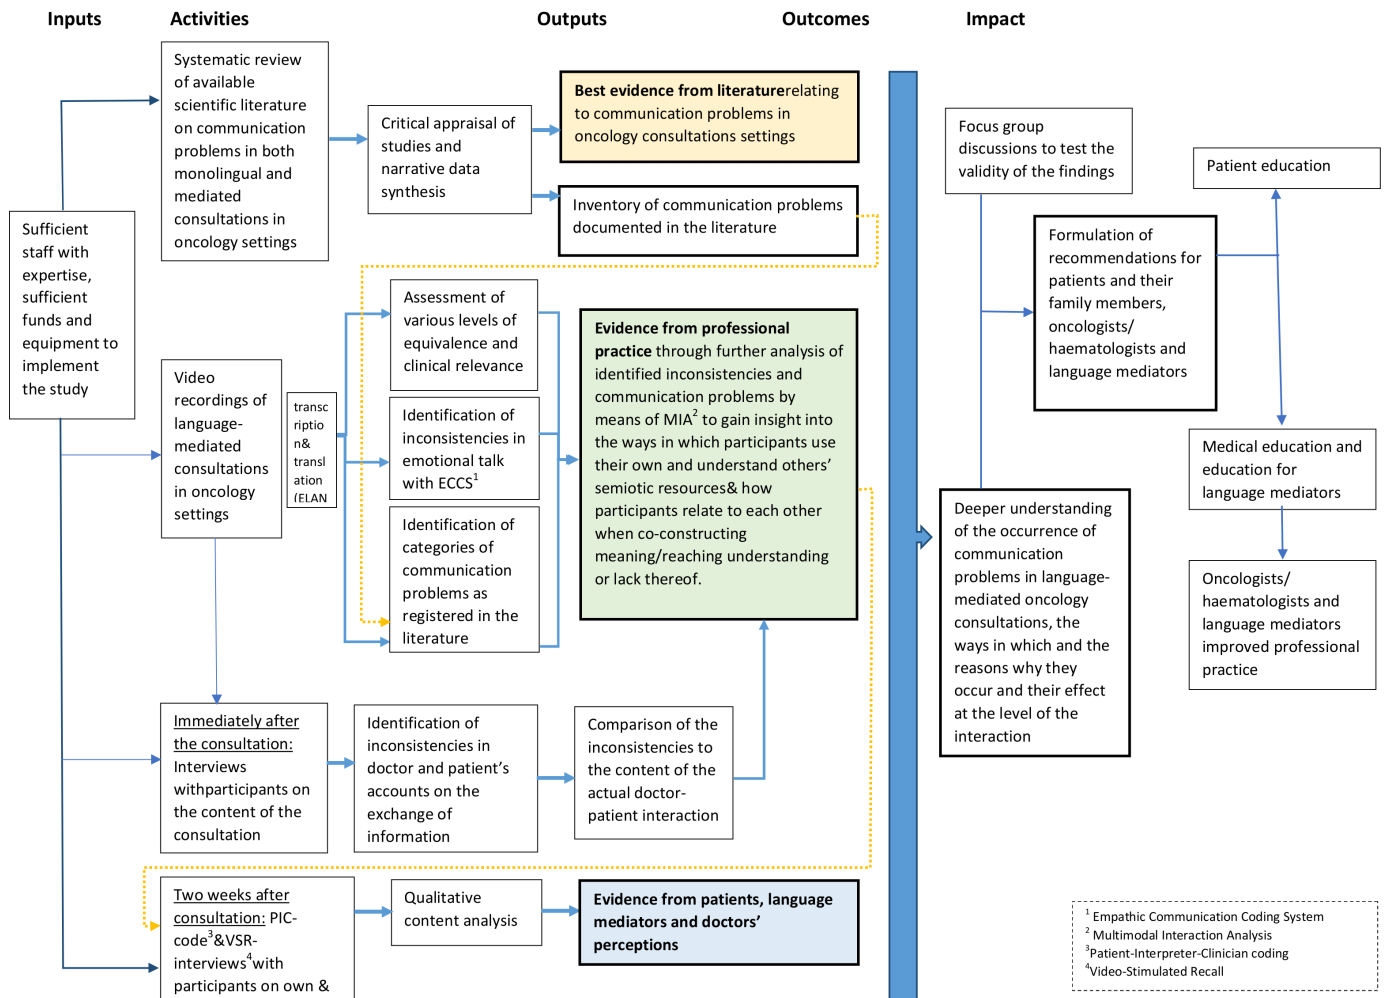 Inputs
Activities
Outputs
Outcomes
Impact
Systematic review
of available
scientific literature
on communication
problems in both
monolingual and
mediated
consultations in
oncology settings
Critical appraisal of
studies and
narrative data
synthesis
Best evidence from literaturerelating
to communication problems in
oncology consultations settings
Inventory of communication problems
documented in the literature
Sufficient
staff with
expertise,
sufficient
funds and
equipment to
implement
the study
Video
recordings of
language-
mediated
consultations
in oncology
settings
transc
riptio
n&
transl
ation
(ELAN
Assessment of
various levels of
equivalence and
clinical relevance
Identification of
inconsistencies in
emotional talk
with ECCS1
Identification of
categories of
communication
problems as
registered in the
literature
Evidence from professional
practice through further analysis of
identified inconsistencies and
communication problems by
means of MIA2 to gain insight into
the ways in which participants use
their own and understand others’
semiotic resources& how
participants relate to each other
when co-constructing
meaning/reaching understanding
or lack thereof.
Immediately after
the consultation:
Interviews
withparticipants on
the content of the
consultation
Identification of
inconsistencies in
doctor and patient’s
accounts on the
exchange of
information
Comparison of the
inconsistencies to
the content of the
actual doctor-
patient interaction
Two weeks after
consultation: PIC-
code3&VSR-
interviews4with
participants on own &
Qualitative
content analysis
Evidence from patients, language
mediators and doctors’
perceptions
Focus group
discussions to test the
validity of the findings
Formulation of
recommendations for
patients and their
family members,
oncologists/
haematologists and
language mediators
Deeper understanding
of the occurrence of
communication
problems in language-
mediated oncology
consultations, the
ways in which and the
reasons why they
occur and their effect
at the level of the
interaction
Patient education
Medical education and
education for
language mediators
Oncologists/
haematologists and
language mediators
improved professional
practice
1 Empathic Communication Coding System
2 Multimodal Interaction Analysis
3Patient-Interpreter-Clinician coding
4Video-Stimulated Recall